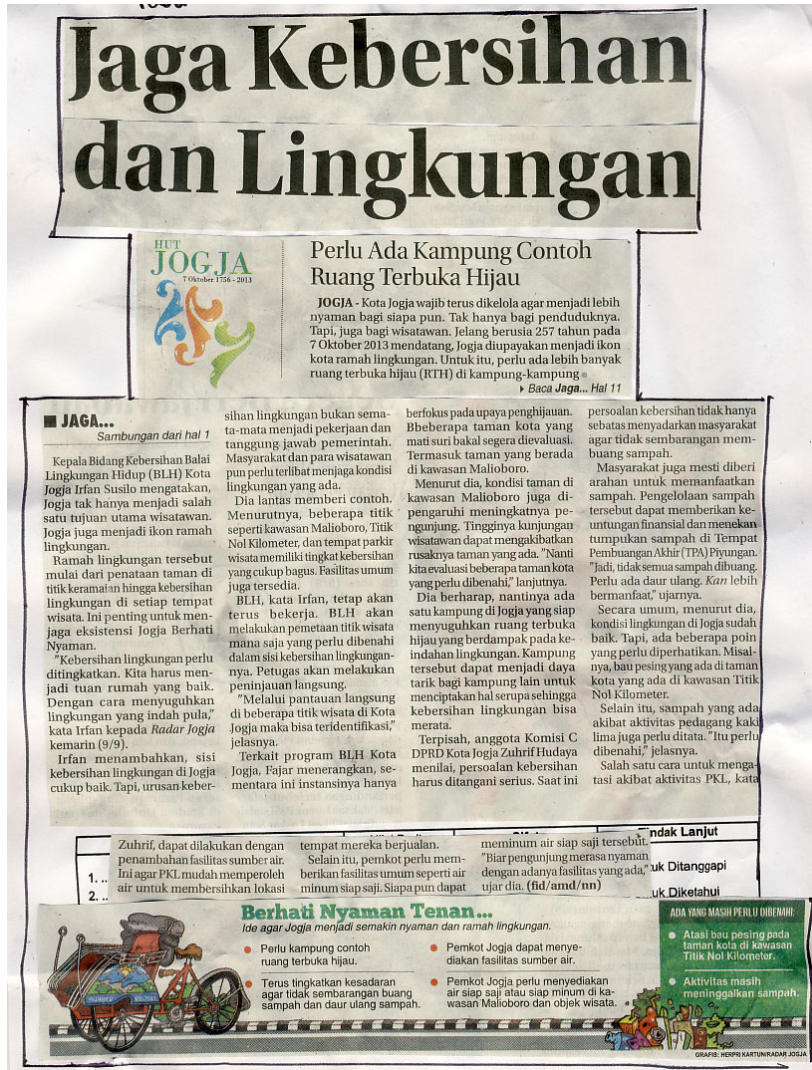 Jaga Kebersihan
dan Lingkungan
HUT
JOGJA
7 Oktober 1756 - 2013
Perlu Ada Kampung Contoh
Ruang Terbuka Hijau
JOGJA - Kota Jogja wajib terus dikelola agar menjadi lebih
nyaman bagi siapa pun. Tak hanya bagi penduduknya.
Tapi, juga bagi wisatawan. Jelang berusia 257 tahun pada
7 Oktober 2013 mendatang, Jogja diupayakan menjadi ikon
kota ramah lingkungan. Untuk itu, perlu ada lebih banyak
ruang terbuka hijau (RTH) di kampung-kampung
Baca Jaga... Hal 11
JAGA...
Sambungan dari hal 1
Kepala Bidang Kebersihan Balai
Lingkungan Hidup (BLH) Kota
Jogja Irfan Susilo mengatakan,
Jogja tak hanya menjadi salah
satu tujuan utama wisatawan.
Jogja juga menjadi ikon ramah
lingkungan.
Ramah lingkungan tersebut
mulai dari penataan taman di
titik keramaian hingga kebersihan
lingkungan di setiap tempat
wisata. Ini penting untuk men-
jaga eksistensi Jogja Berhati
Nyaman.
"Kebersihan lingkungan perlu
ditingkatkan. Kita harus men-
jadi tuan rumah yang baik.
Dengan cara menyuguhkan
lingkungan yang indah pula,"
kata Irfan kepada Radar Jogja
kemarin (9/9).
Irfan menambahkan, sisi
kebersihan lingkungan di Jogja
cukup baik. Tapi, urusan keber-
sihan lingkungan bukan sema-
ta-mata menjadi pekerjaan dan
tanggung jawab pemerintah.
Masyarakat dan para wisatawan
pun perlu terlibat menjaga kondisi
lingkungan yang ada.
Dia lantas memberi contoh.
Menurutnya, beberapa titik
seperti kawasan Malioboro, Titik
Nol Kilometer, dan tempat parkir
wisata memiliki tingkat kebersihan
yang cukup bagus. Fasilitas umum
juga tersedia.
BLH, kata Irfan, tetap akan
terus bekerja. BLH akan
melakukan pemetaan titik wisata
mana saja yang perlu dibenahi
dalam sisi kebersihan lingkungan-
nya. Petugas akan melakukan
peninjauan langsung.
"Melalui pantauan langsung
di beberapa titik wisata di Kota
Jogja maka bisa teridentifikasi,"
jelasnya.
Terkait program BLH Kota
Jogja, Fajar menerangkan, se-
mentara ini instansinya hanya
berfokus pada upaya penghijauan.
Bbeberapa taman kota yang
mati suri bakal segera dievaluasi.
Termasuk taman yang berada
di kawasan Malioboro.
Menurut dia, kondisi taman di
kawasan Malioboro juga di-
pengaruhi meningkatnya pe-
ngunjung. Tingginya kunjungan
wisatawan dapat mengakibatkan
rusaknya taman yang ada. "Nanti
kita evaluasi beberapa taman kota
yang perlu dibenahi," lanjutnya.
Dia berharap, nantinya ada
satu kampung di Jogja yang siap
menyuguhkan ruang terbuka
hijau yang berdampak pada ke-
indahan lingkungan. Kampung
tersebut dapat menjadi daya
tarik bagi kampung lain untuk
menciptakan hal serupa sehingga
kebersihan lingkungan bisa
merata.
Terpisah, anggota Komisi C
DPRD Kota Jogja Zuhrif Hudaya
menilai, persoalan kebersihan
harus ditangani serius. Saat ini
persoalan kebersihan tidak hanya
sebatas menyadarkan masyarakat
agar tidak sembarangan mem-
buang sampah.
Masyarakat juga mesti diberi
arahan untuk memanfaatkan
sampah. Pengelolaan sampah
tersebut dapat memberikan ke-
untungan finansial dan menekan
tumpukan sampah di Tempat
Pembuangan Akhir (TPA) Piyungan.
"Jadi, tidak semua sampah dibuang.
Perlu ada daur ulang. Kan lebih
bermanfaat," ujarnya.
Secara umum, menurut dia,
kondisi lingkungan di Jogja sudah
baik. Tapi, ada beberapa poin
yang perlu diperhatikan. Misal-
nya, bau pesing yang ada di taman
kota yang ada di kawasan Titik
Nol Kilometer.
Selain itu, sampah yang ada
akibat aktivitas pedagang kaki
lima juga perlu ditata. "Itu perlu
dibenahi," jelasnya.
Salah satu cara untuk menga-
tasi akibat aktivitas PKL, kata
Zuhrif, dapat dilakukan dengan
penambahan fasilitas sumber air.
Ini agar PKL mudah memperoleh
air untuk membersihkan lokasi
tempat mereka berjualan.
Selain itu, pemkot perlu mem-
berikan fasilitas umum seperti air
minum siap saji. Siapa pun dapat
meminum air siap saji tersebut.
"Biar pengunjung merasa nyaman
dengan adanya fasilitas yang ada,"
ujar dia. (fid/amd/nn)
ndak Lanjut
1. ..
uk Ditanggapi
2. ..
uk Diketahui
Berhati Nyaman Tenan...
Ide agar Jogja menjadi semakin nyaman dan ramah lingkungan.
Perlu kampung contoh
ruang terbuka hijau.
Terus tingkatkan kesadaran
agar tidak sembarangan buang
sampah dan daur ulang sampah.
Pemkot Jogja dapat menye-
diakan fasilitas sumber air.
Pemkot Jogja perlu menyediakan
air siap saji atau siap minum di ka-
wasan Malioboro dan objek wisata.
ADA YANG MASIH PERLU DIBENAHI:
Atasi bau pesing pada
taman kota di kawasan
Titik Nol Kilometer.
Aktivitas masih
meninggalkan sampah.
GRAFIS: HERPRI KARTUN/RADAR JOGJA